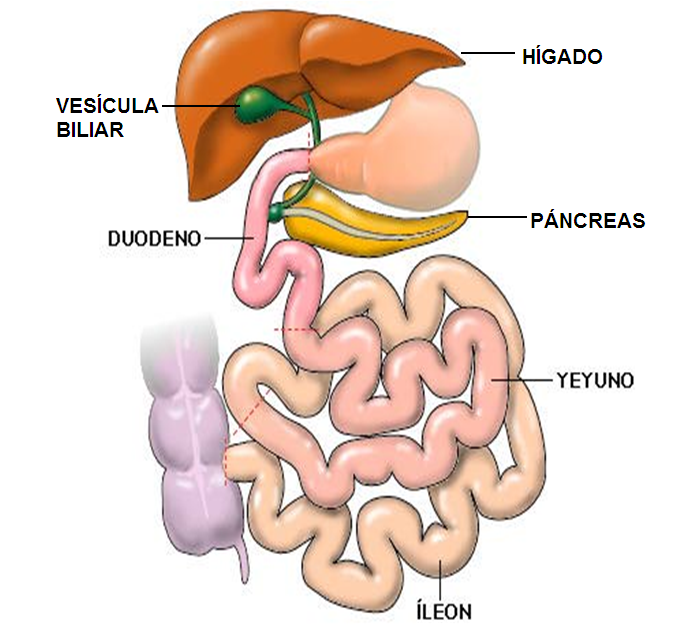 HÍGADO
VESÍCULA
BILIAR
PÁNCREAS
DUODENO
YEYUNO
ÍLEON